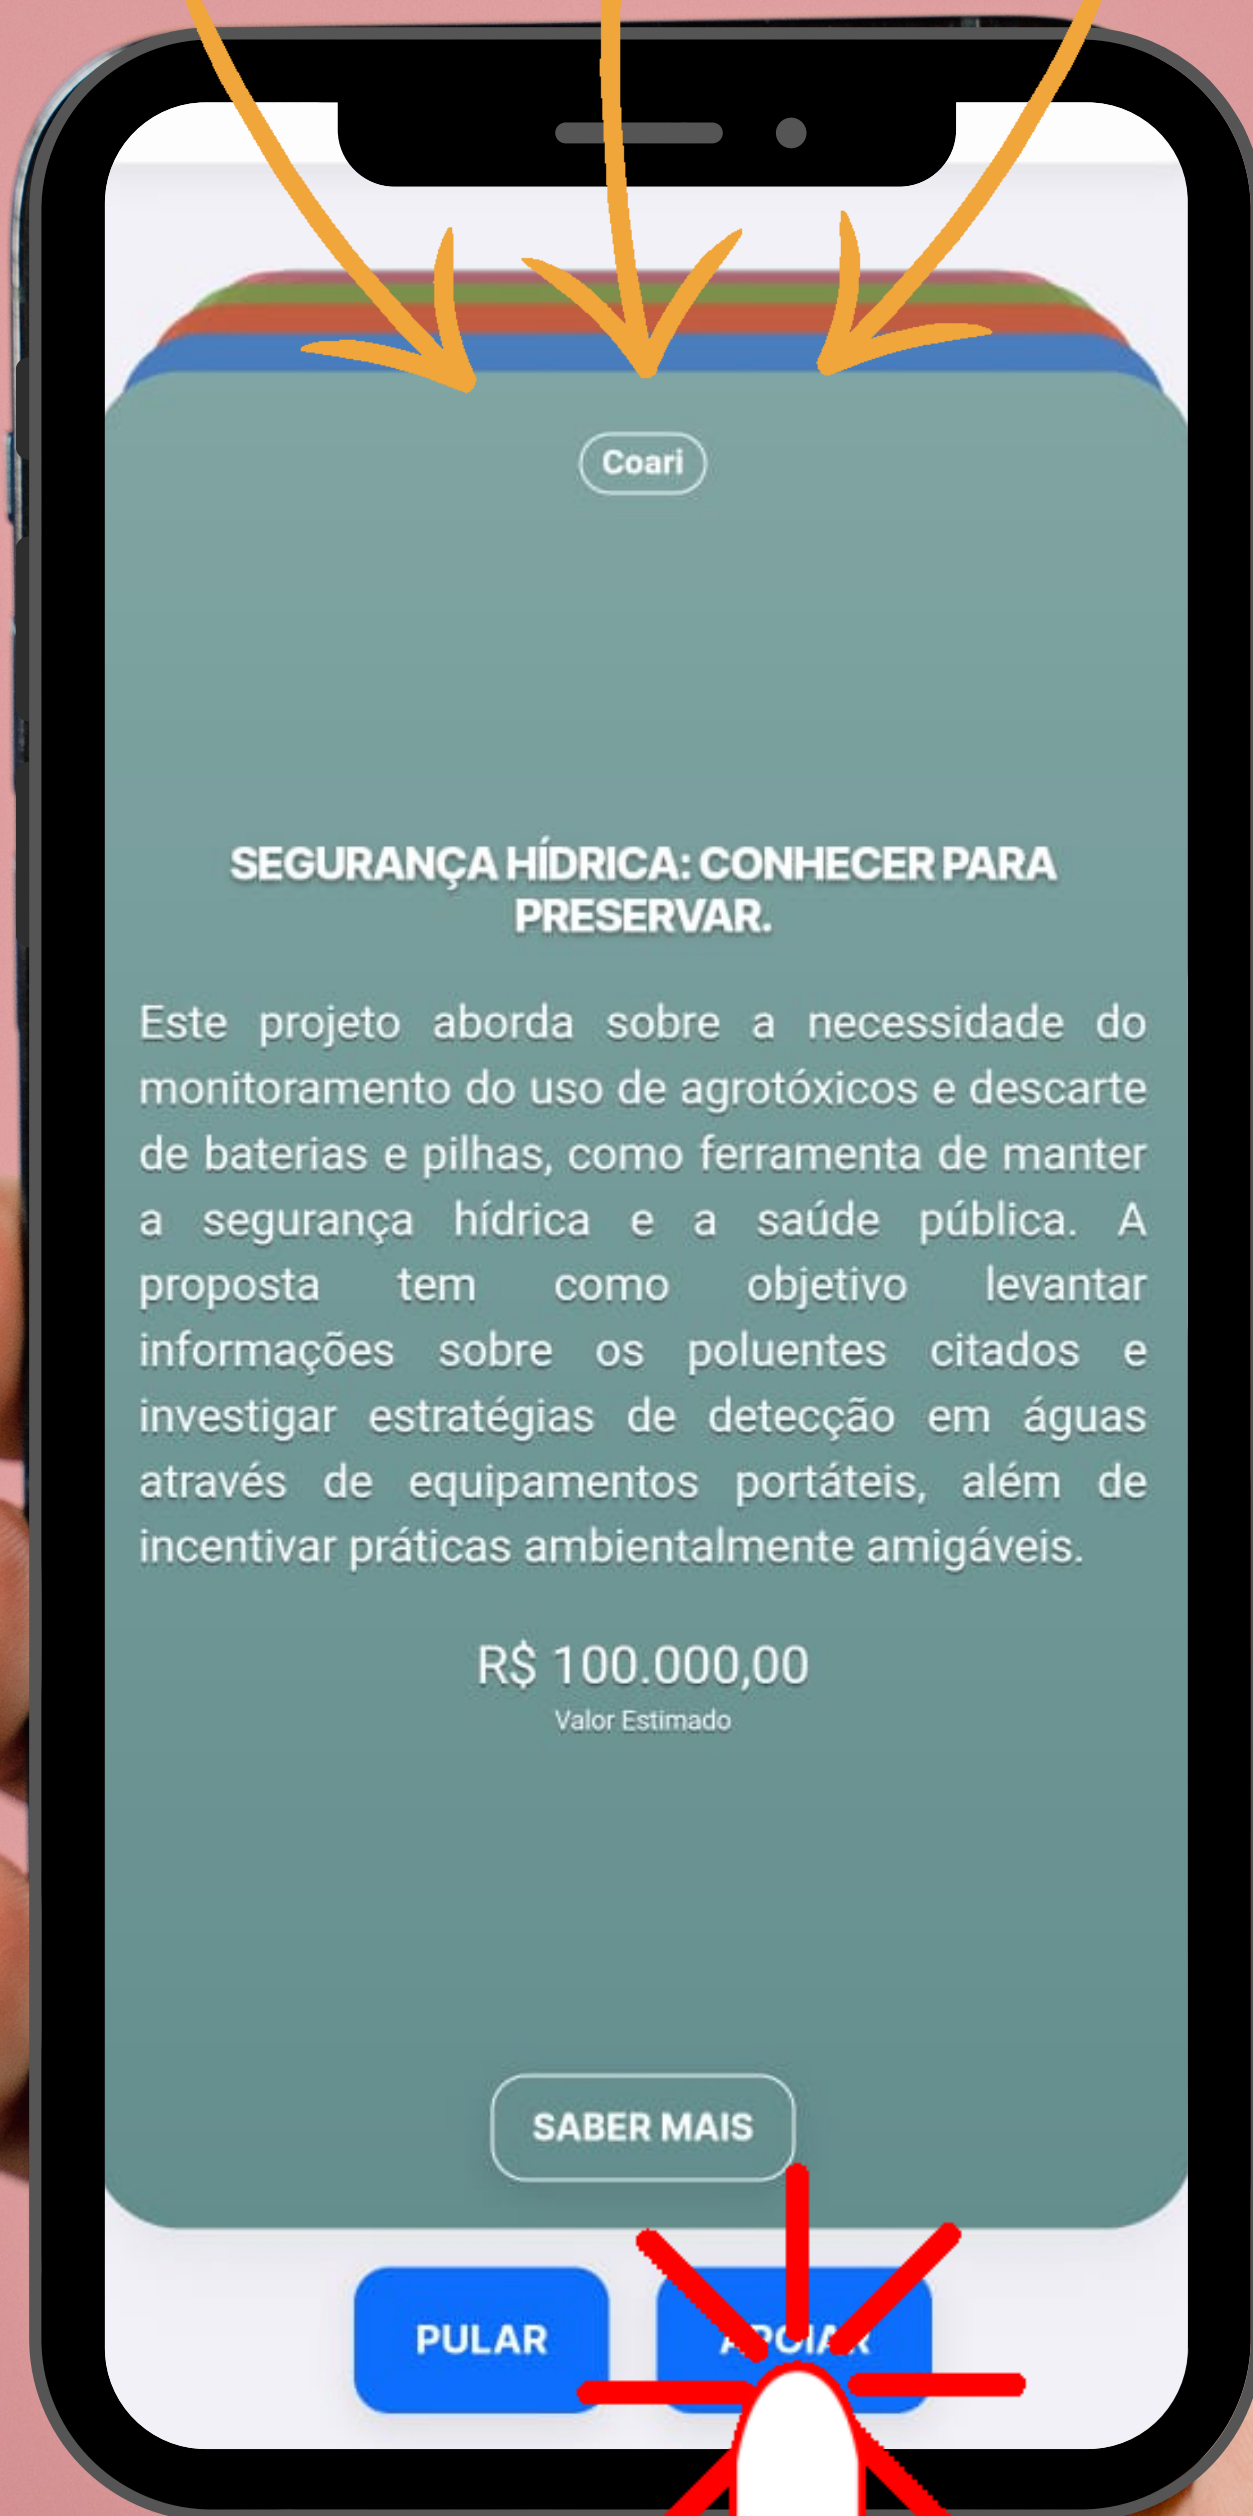 Coari
SEGURANÇA HÍDRICA: CONHECER PARA
PRESERVAR.
Este projeto aborda sobre a necessidade do
monitoramento do uso de agrotóxicos e descarte
de baterias e pilhas, como ferramenta de manter
a segurança hídrica e a saúde pública. A
proposta tem como objetivo levantar
informações sobre os poluentes citados e
investigar estratégias de detecção em águas
através de equipamentos portáteis, além de
incentivar práticas ambientalmente amigáveis.
R$ 100.000,00
Valor Estimado
SABER MAIS
PULAR APOIAR